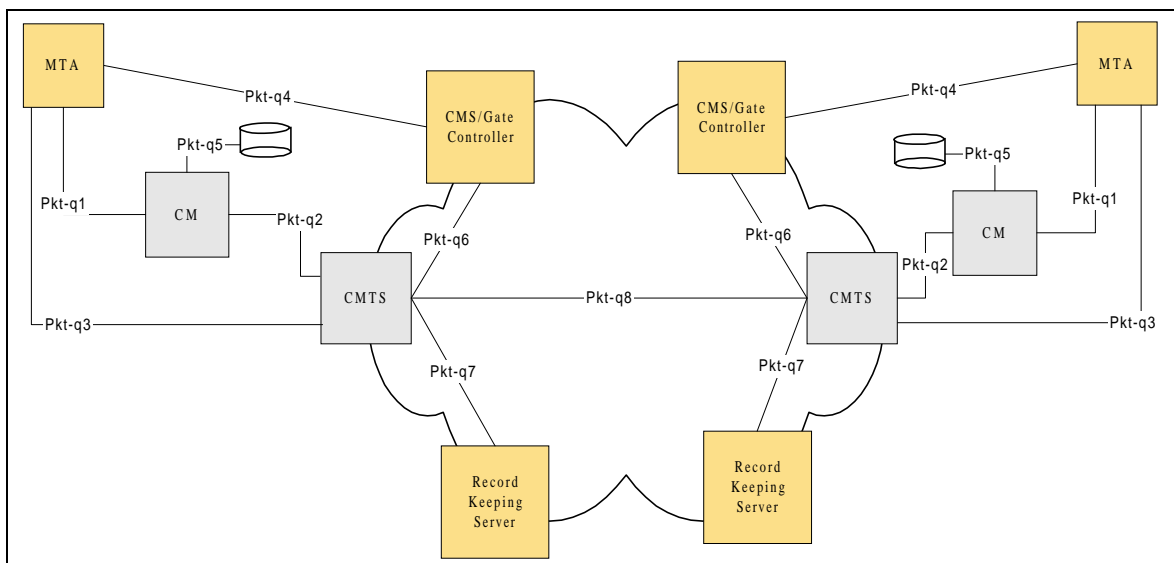 MTA
MTA
CMS/Gate
Controller
CMS/Gate
Controller
Pkt-q4
Pkt-q4
Pkt-q5
Pkt-q5
Pkt-q1
Pkt-q1
CM
CM
Pkt-q2
Pkt-q2
Pkt-q6
Pkt-q6
CMTS
CMTS
Pkt-q8
Pkt-q3
Pkt-q3
Pkt-q7
Pkt-q7
Record
Keeping
Server
Record
Keeping
Server